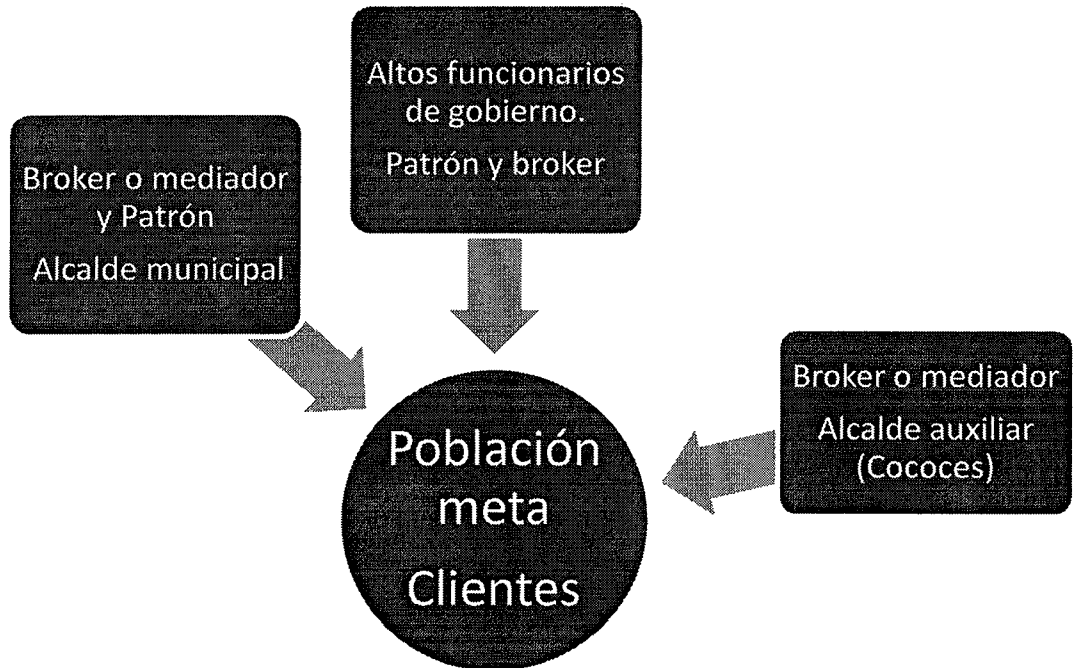 Altos funcionarios
de gobierno.
Patrón y broker
Broker o mediador
y Patrón
Alcalde municipal
Broker o mediador
Alcalde auxiliar
(Cococes)
Población
meta
Clientes